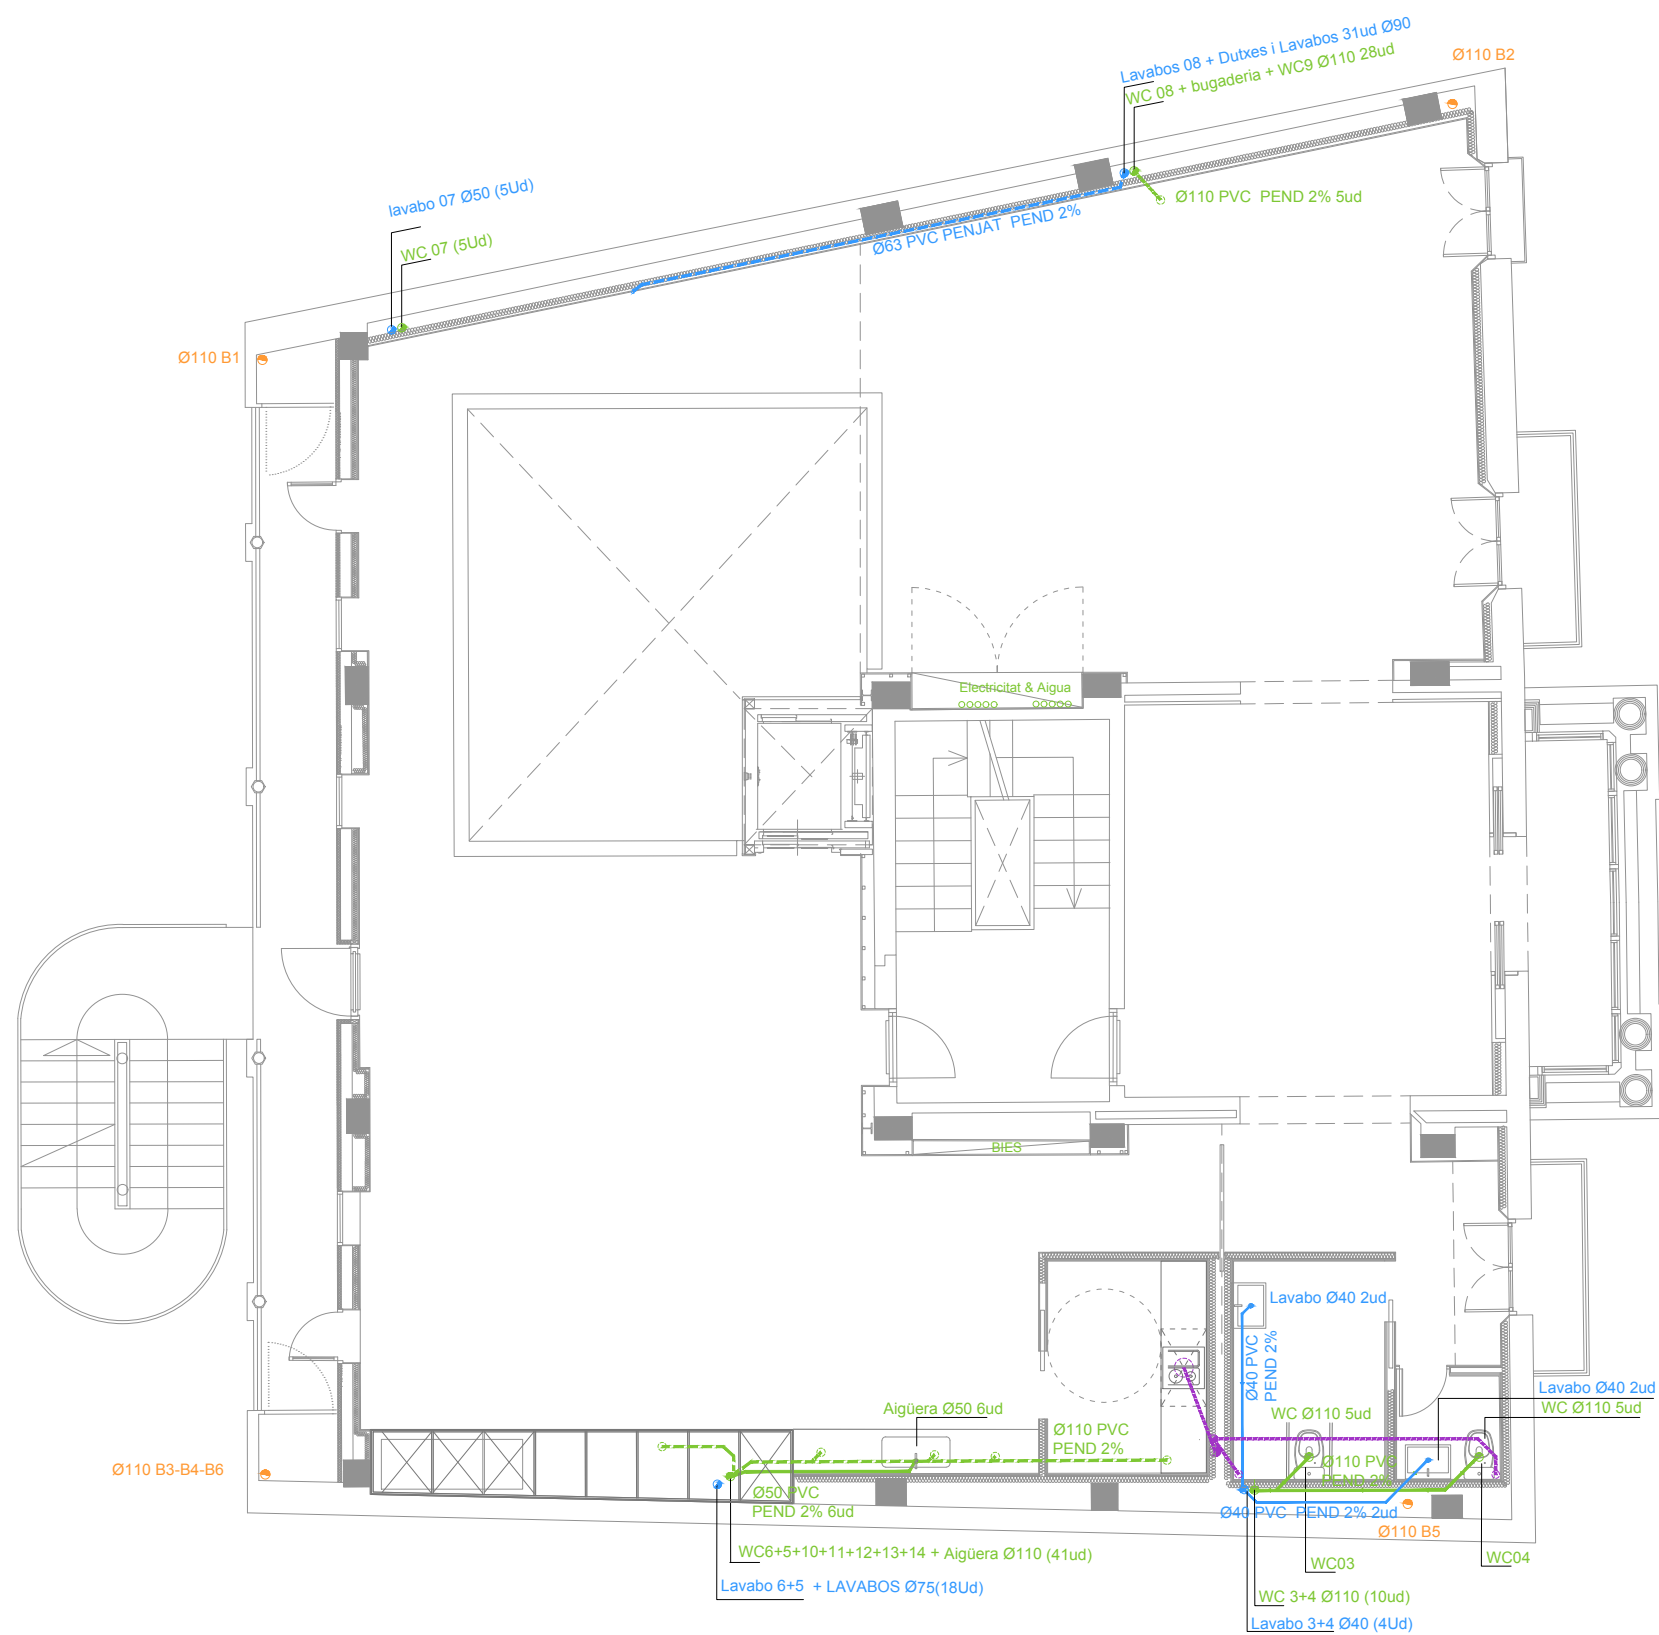 Lavabos 08 + Dutxes i Lavabos 31ud Ø90
WC 08 + bugaderia + WC9 Ø110 28ud
Ø110 B2
lavabo 07 Ø50 (5Ud)
WC 07 (5Ud)
Ø110 PVC  PEND 2% 5ud
Ø63 PVC PENJAT  PEND 2%
Ø110 B1
Electricitat & Aigua
BIES
Lavabo Ø40 2ud
Ø40 PVC
PEND 2%
Lavabo Ø40 2ud
WC Ø110 5ud
Aigüera Ø50 6ud
WC Ø110 5ud
Ø110 PVC
PEND 2%
Ø110 PVC
PEND 2%
Ø110 B3-B4-B6
Ø50 PVC
PEND 2% 6ud
Ø40 PVC  PEND 2% 2ud
Ø110 B5
WC6+5+10+11+12+13+14 + Aigüera Ø110 (41ud)
WC03
WC04
Lavabo 6+5  + LAVABOS Ø75(18Ud)
WC 3+4 Ø110 (10ud)
Lavabo 3+4 Ø40 (4Ud)